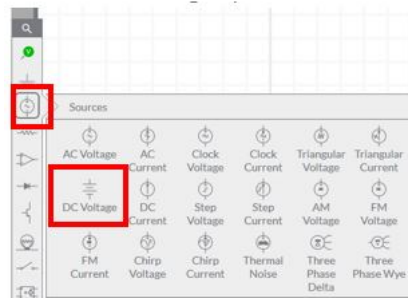 Sources
AC Voltage AC Current Clock Voltage Clock Current Triangular Voltage Triangular Current
DC Voltage DC Current Step Voltage Step Current AM Voltage FM Voltage
FM Current Chirp Voltage Chirp Current Thermal Noise Three Phase Delta Three Phase Wye